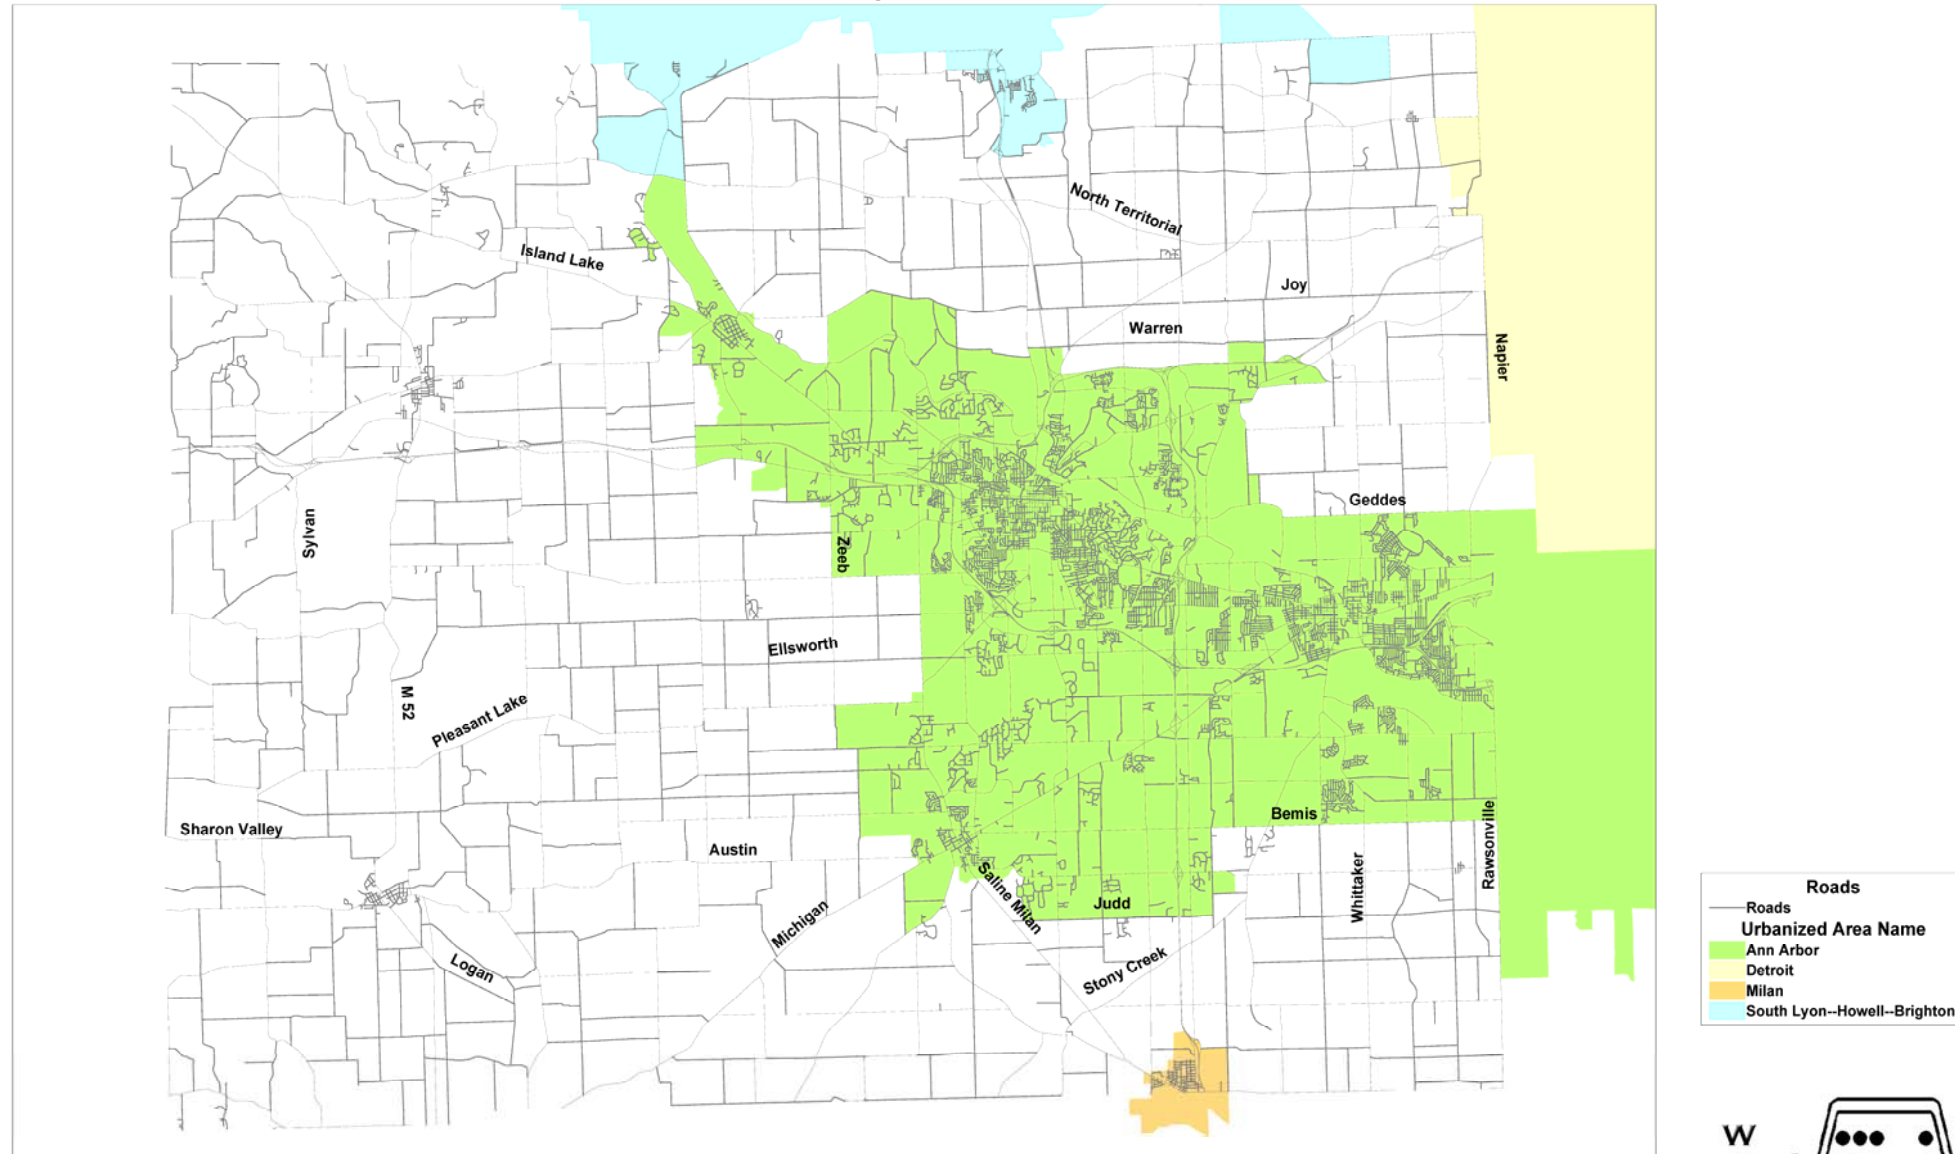 North Territorial
Island Lake
Joy
Warren
Napier
Geddes
Sylvan
Zeeb
Ellsworth
M 52
Pleasant Lake
Bemis
Rawsonville
Sharon Valley
Austin
Whittaker
Saline Milan
Judd
Michigan
Logan
Stony Creek
Roads
Roads
Urbanized Area Name
Ann Arbor
Detroit
Milan
South Lyon--Howell--Brighton
W